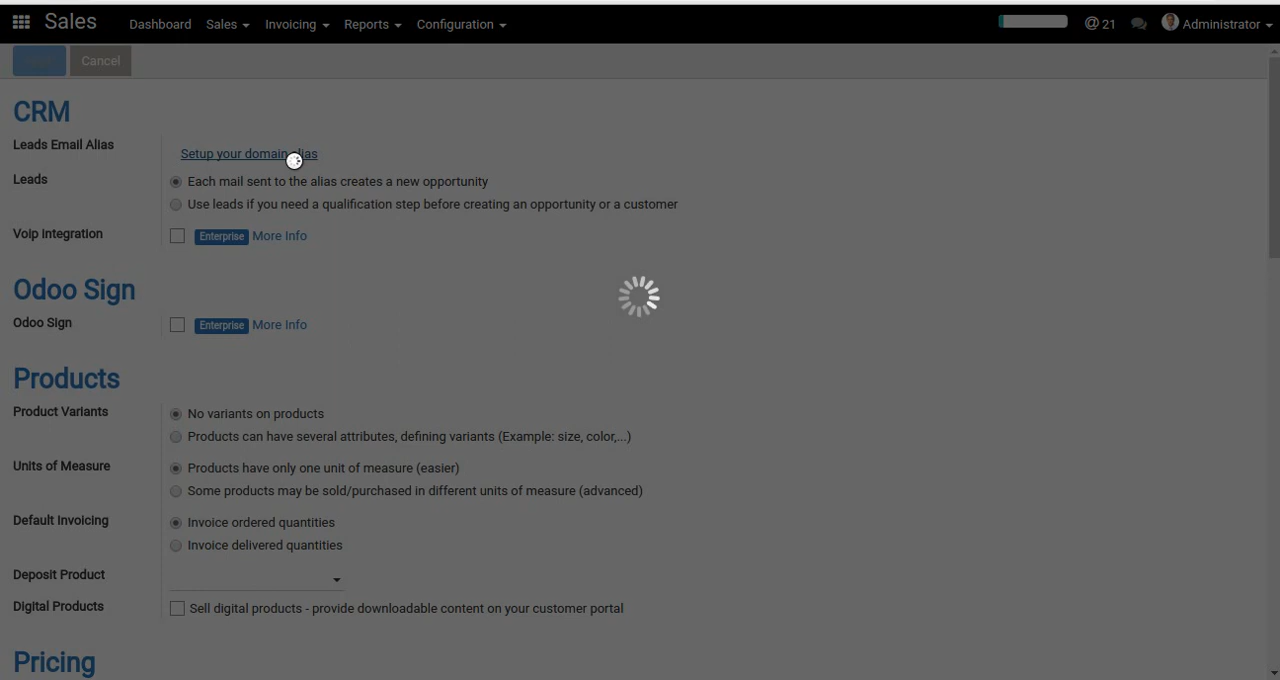 Sales Dashboard Sales Invoicing Reports Configuration @ 21 Administrator
Cancel
CRM
Leads Email Alias
Setup your domain alias
Leads
Each mail sent to the alias creates a new opportunity
Use leads if you need a qualification step before creating an opportunity or a customer
Voip integration
Enterprise More Info
Odoo Sign
Odoo Sign
Enterprise More Info
Products
Product Variants
No variants on products
Products can have several attributes, defining variants (Example: size, color,...)
Units of Measure
Products have only one unit of measure (easier)
Some products may be sold/purchased in different units of measure (advanced)
Default Invoicing
Invoice ordered quantities
Invoice delivered quantities
Deposit Product
Digital Products
Sell digital products - provide downloadable content on your customer portal
Pricing